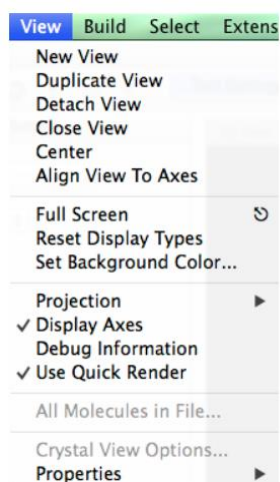 View Build Select Extens
New View
Duplicate View
Detach View
Close View
Center
Align View To Axes
Full Screen
Reset Display Types
Set Background Color...
Projection
Display Axes
Debug Information
Use Quick Render
All Molecules in File...
Crystal View Options...
Properties